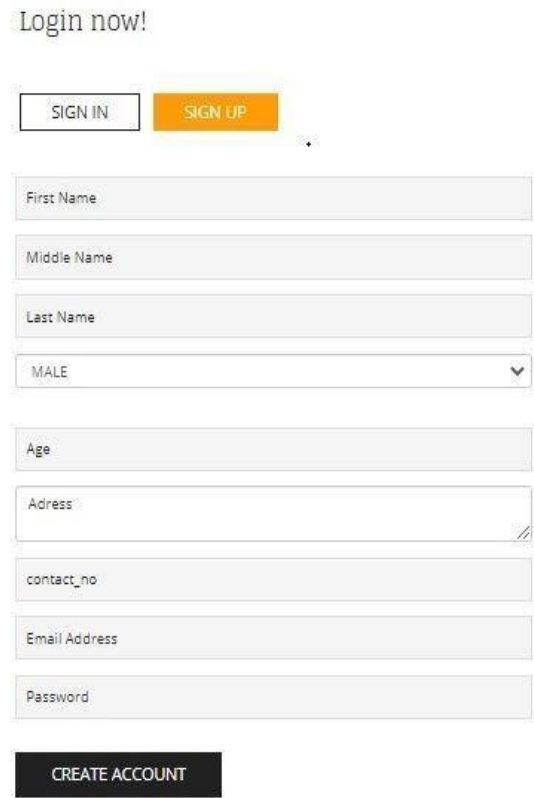 Login now!
SIGN IN SIGN UP
First Name
Middle Name
Last Name
MALE
Age
Adress
contact_no
Email Address
Password
CREATE ACCOUNT